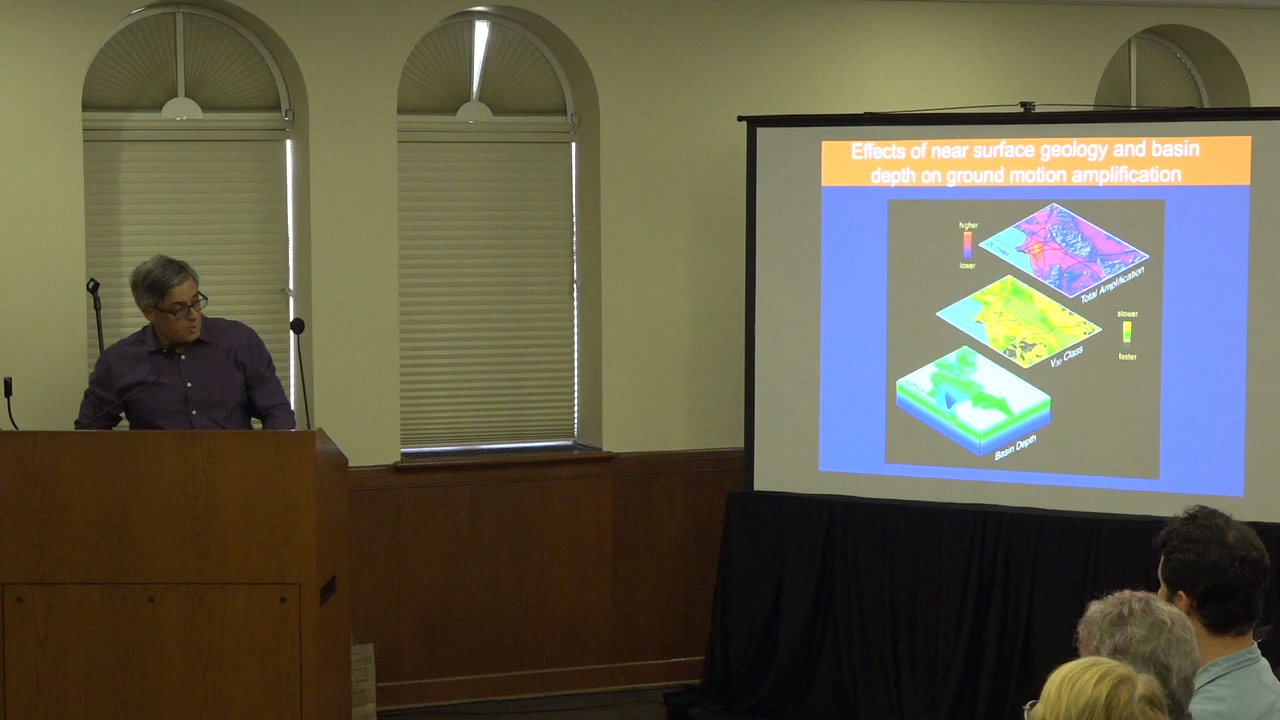 Effects of near surface geology and basin
depth on ground motion amplification
higher
lower
Total Amplification
slower
faster
V30 Class
Basin Depth